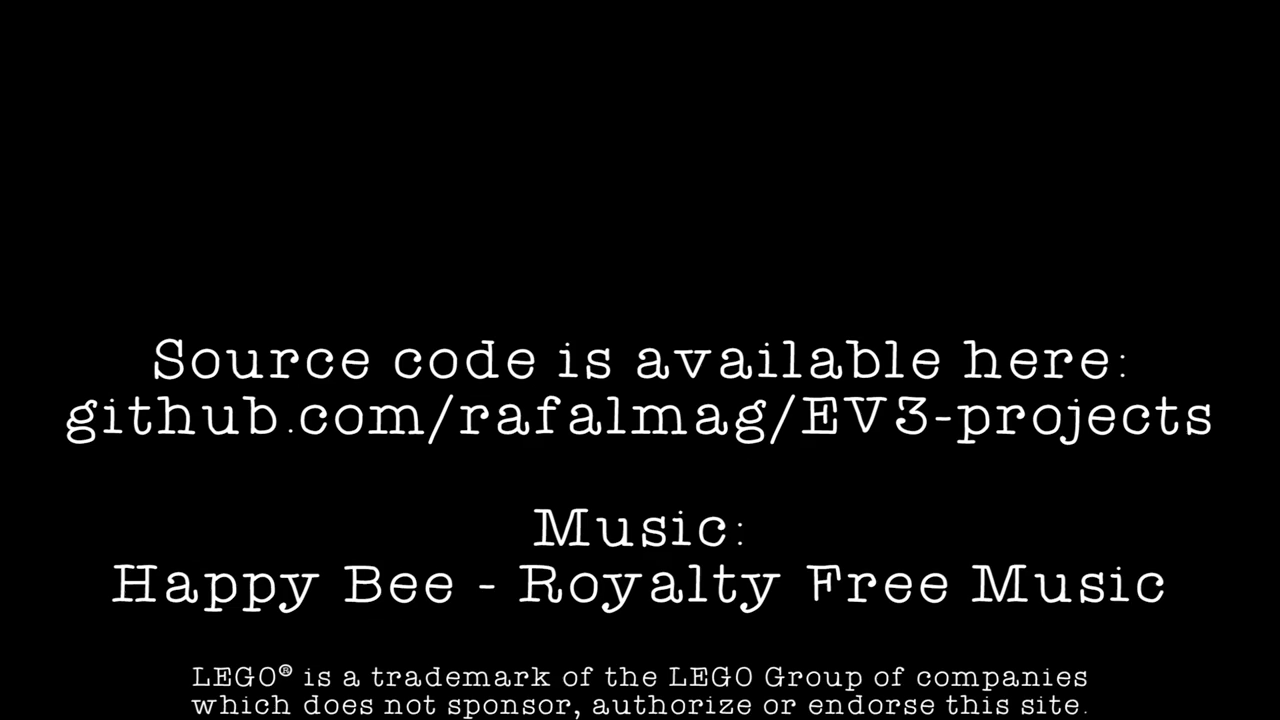 Source code is available here:
github.com/rafalmag/EV3-projects
Music:
Happy Bee - Royalty Free Music
LEGO® is a trademark of the LEGO Group of companies
which does not sponsor, authorize or endorse this site.